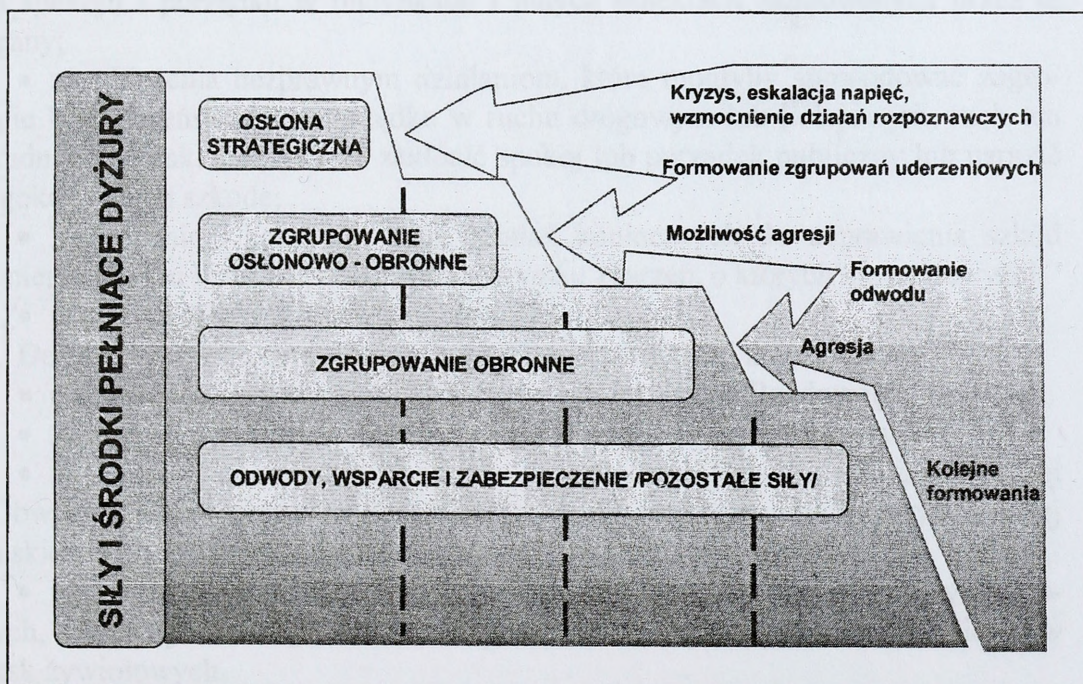 SIŁY I ŚRODKI PEŁNIĄCE DYŻURY
OSŁONA
STRATEGICZNA
Kryzys, eskalacja napięć,
wzmocnienie działań rozpoznawczych
Formowanie zgrupowań uderzeniowych
ZGRUPOWANIE
OSŁONOWO - OBRONNE
Możliwość agresji
Formowanie
odwodu
ZGRUPOWANIE OBRONNE
Agresja
ODWODY, WSPARCIE I ZABEZPIECZENIE /POZOSTAŁE SIŁY/
Kolejne
formowania